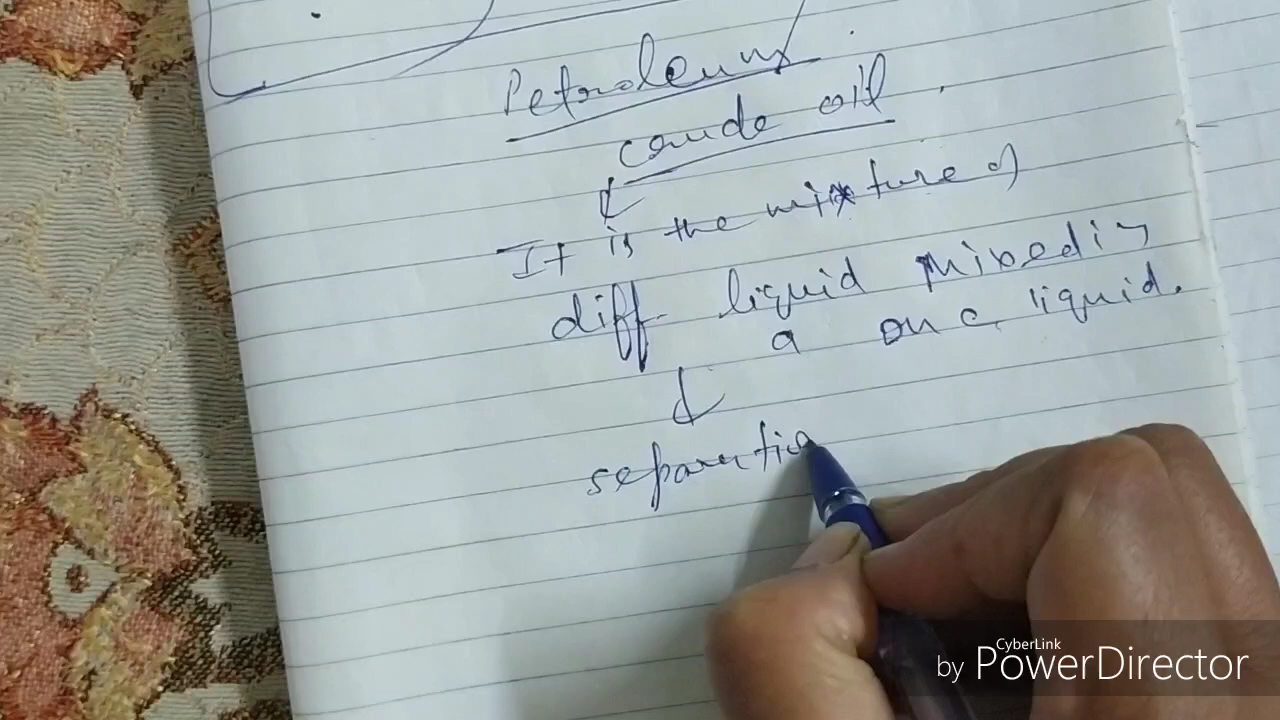 Petroleum
crude oil .
It is the mixture of
diff. liquid mixed in
a one liquid.
separatio
CyberLink
by PowerDirector